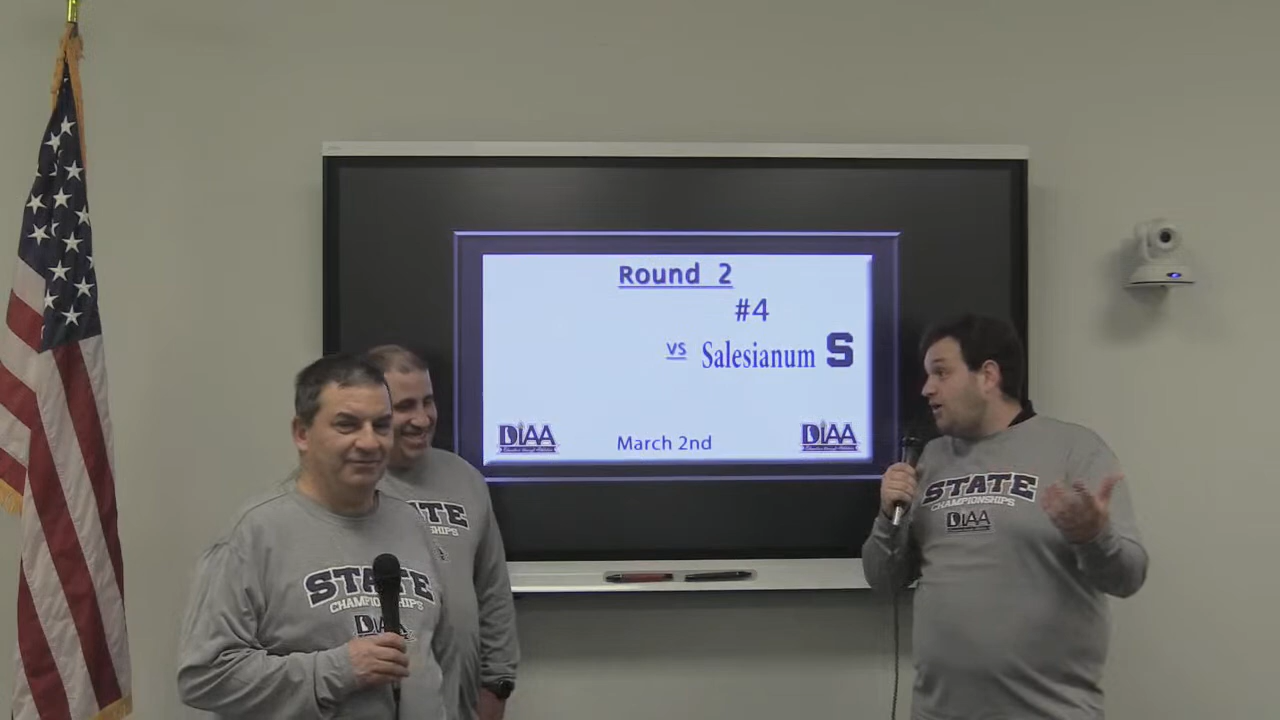 Round 2
#4
vs Salesianum S
DIAA
March 2nd
DIAA
STATE
CHAMPIONSHIPS
DIAA
STATE
CHAMPIONSHIPS
DIAA